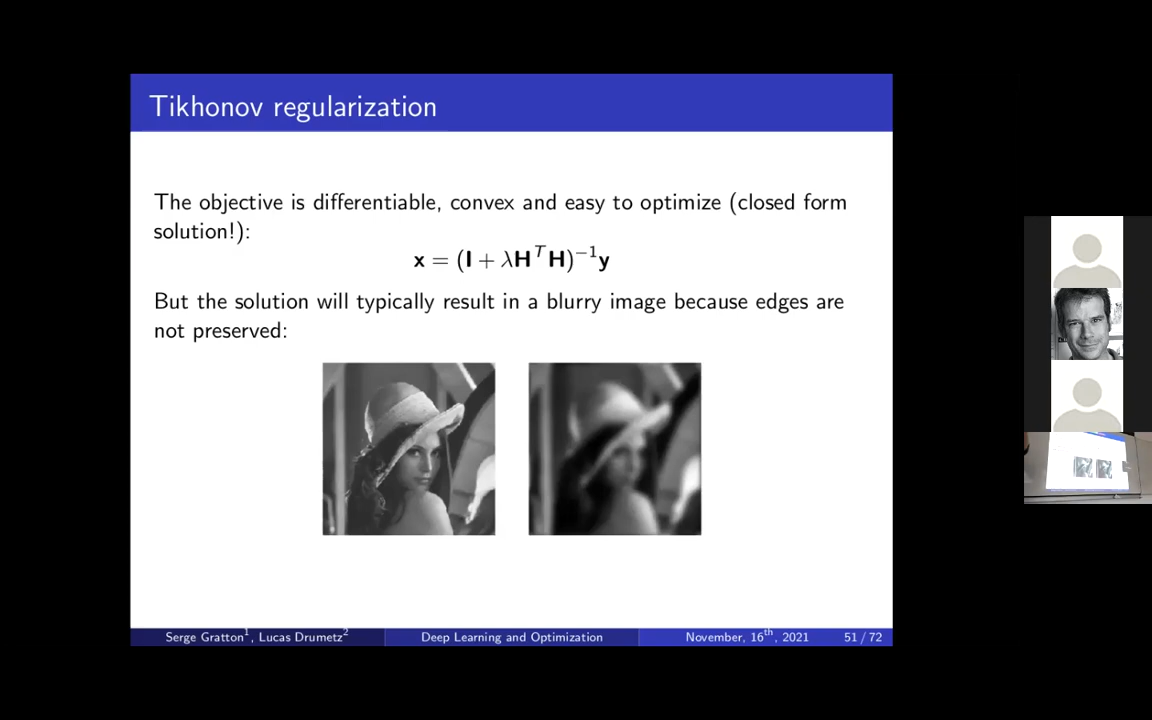 Tikhonov regularization
The objective is differentiable, convex and easy to optimize (closed form
solution!):
x = (I + λHᵀH)⁻¹y
But the solution will typically result in a blurry image because edges are
not preserved:
Serge Gratton¹, Lucas Drumetz² Deep Learning and Optimization November, 16th, 2021 51 / 72